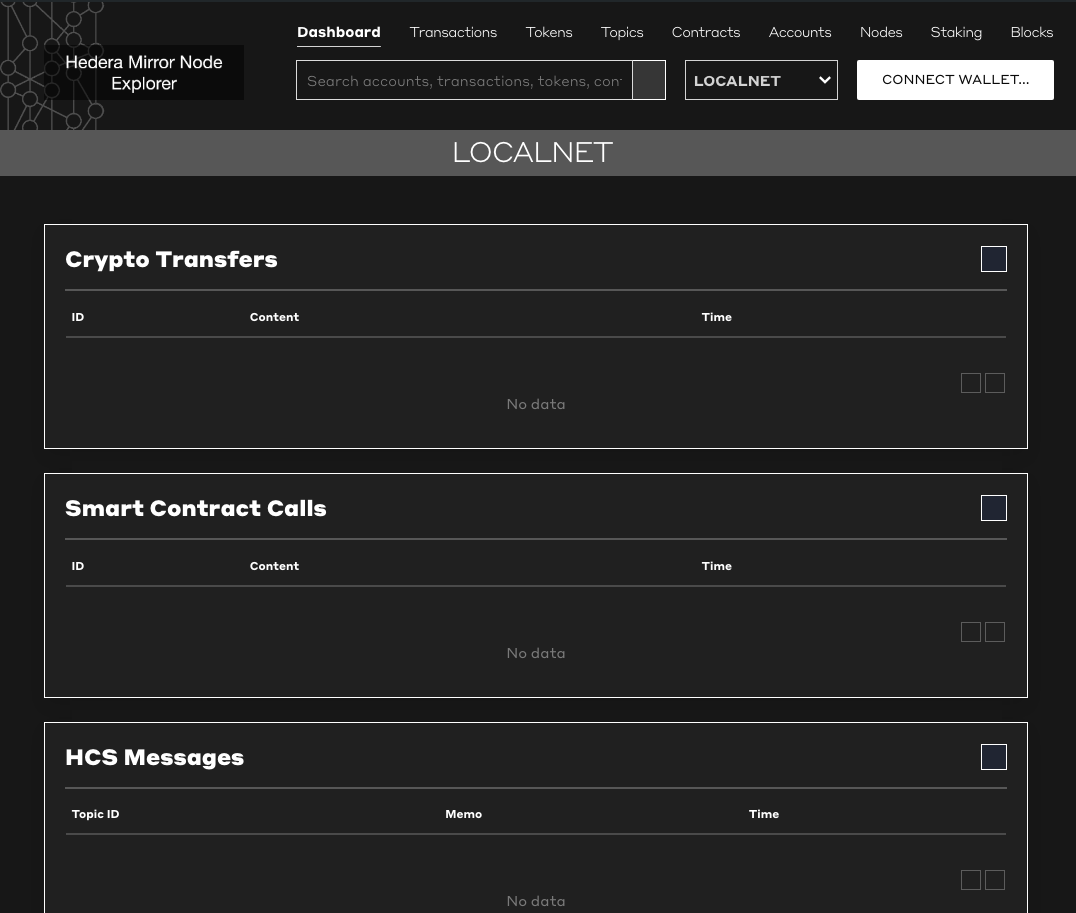 Dashboard Transactions Tokens Topics Contracts Accounts Nodes Staking Blocks
Hedera Mirror Node
Explorer
Search accounts, transactions, tokens, con LOCALNET CONNECT WALLET...
LOCALNET
Crypto Transfers
ID Content Time
No data
Smart Contract Calls
ID Content Time
No data
HCS Messages
Topic ID Memo Time
No data